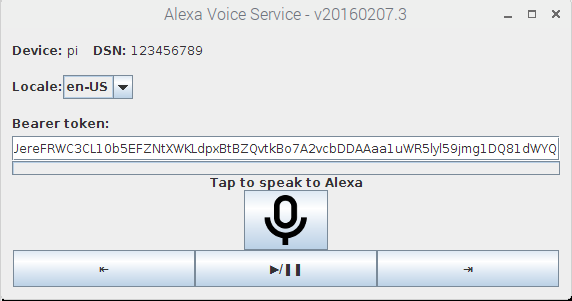 Alexa Voice Service - v20160207.3
Device: pi DSN: 123456789
Locale: en-US
Bearer token:
JereFRWC3CL10b5EFZNtXWKLdpxBtBZQvtkBo7A2vcbDDAAaa1uWR5lyl59jmg1DQ81dWYQ
Tap to speak to Alexa